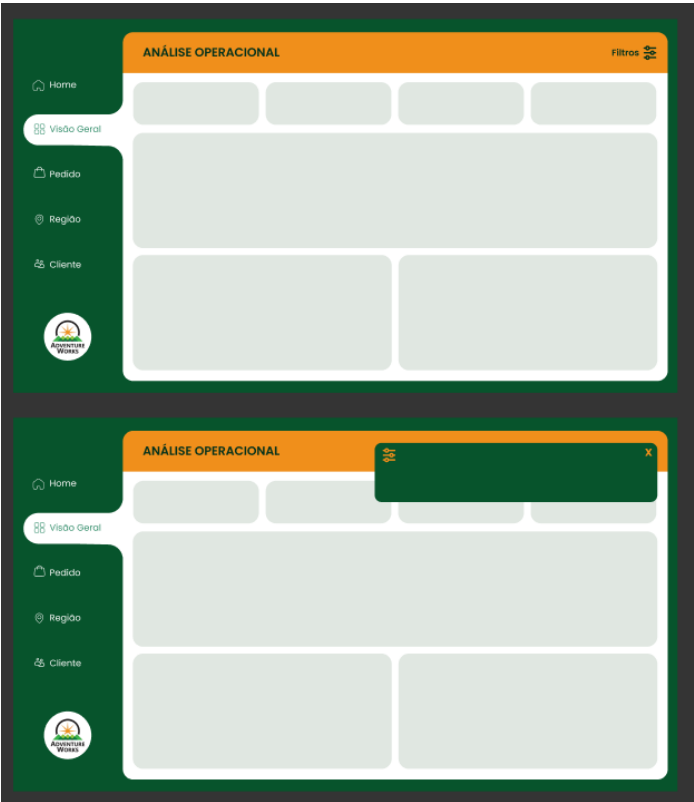 ANÁLISE OPERACIONAL
Filtros
Home
Visão Geral
Pedido
Região
Cliente
ADVENTURE
WORKS
ANÁLISE OPERACIONAL
X
Home
Visão Geral
Pedido
Região
Cliente
ADVENTURE
WORKS